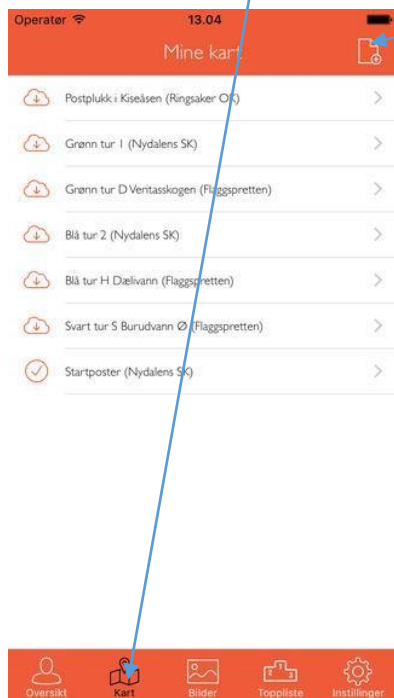 Operatør 13.04
Mine kart
Postplukk i Kiseåsen (Ringsaker OK)
Grønn tur 1 (Nydalens SK)
Grønn tur D Veritasskogen (Flaggspretten)
Blå tur 2 (Nydalens SK)
Blå tur H Dælivann (Flaggspretten)
Svart tur S Burudvann Ø (Flaggspretten)
Startposter (Nydalens SK)
Oversikt Kart Bilder Toppliste Instillinger